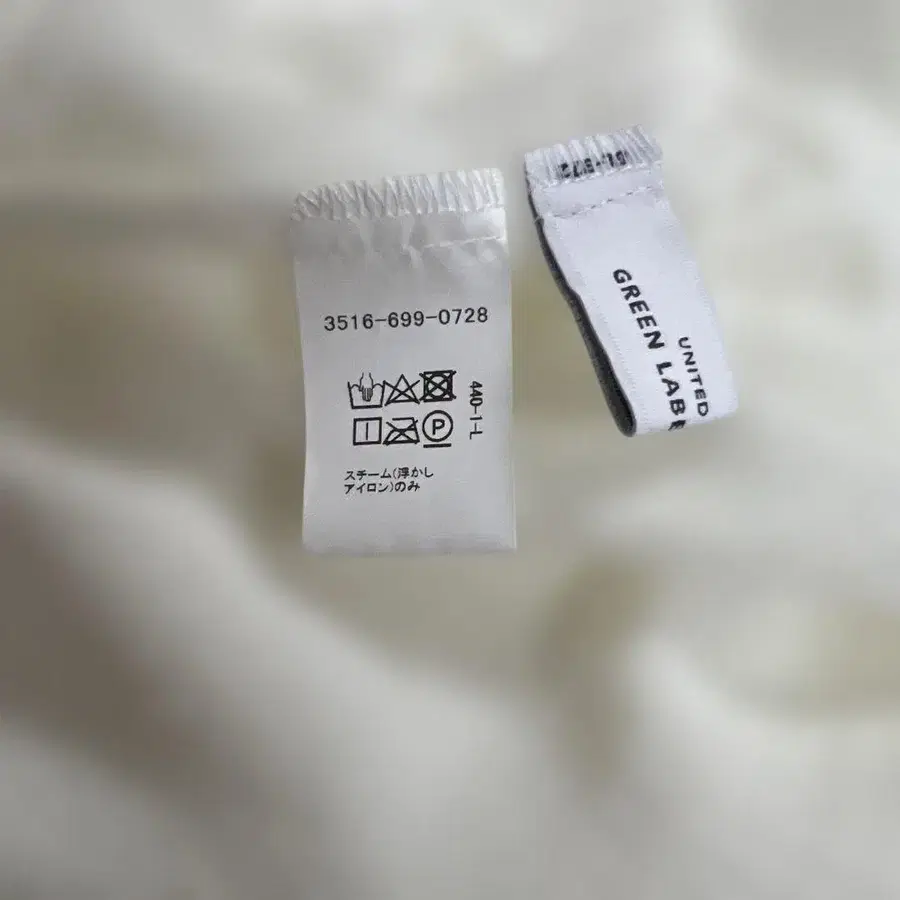 3516-699-0728
P
440-1-L
スチーム(浮かし
アイロン)のみ
UNITED
GREEN LAB